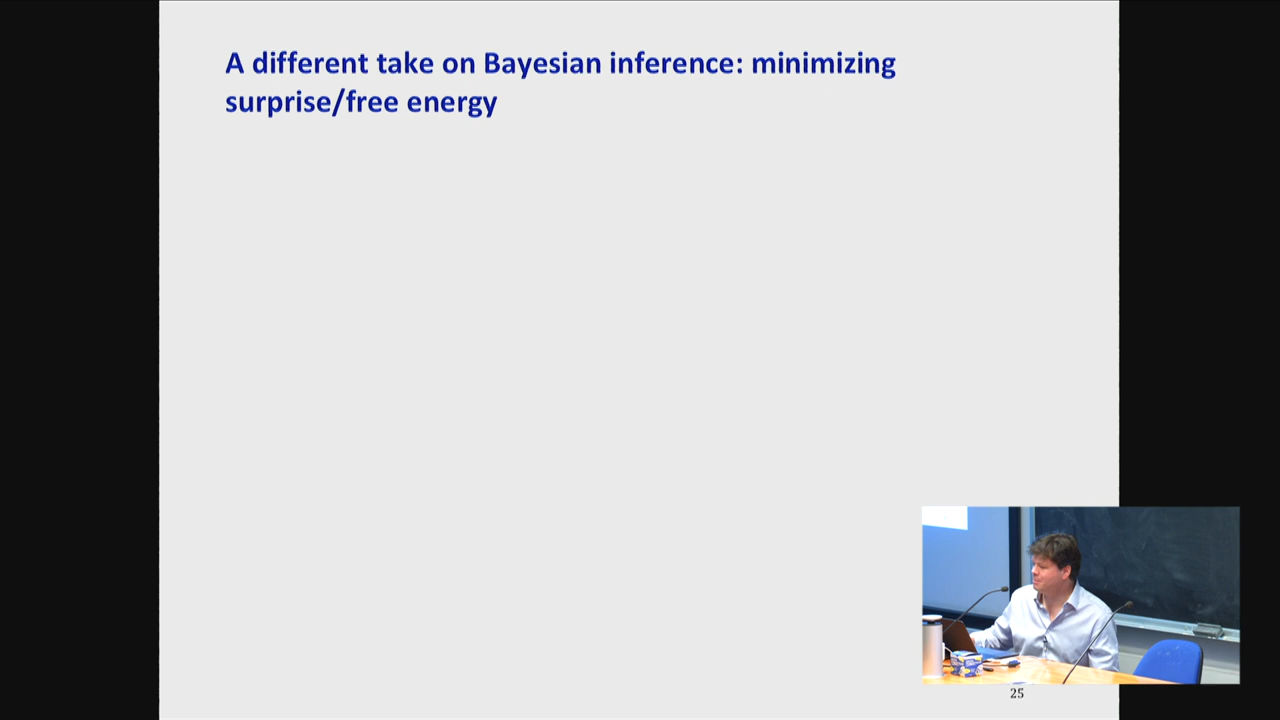 A different take on Bayesian inference: minimizing
surprise/free energy
25